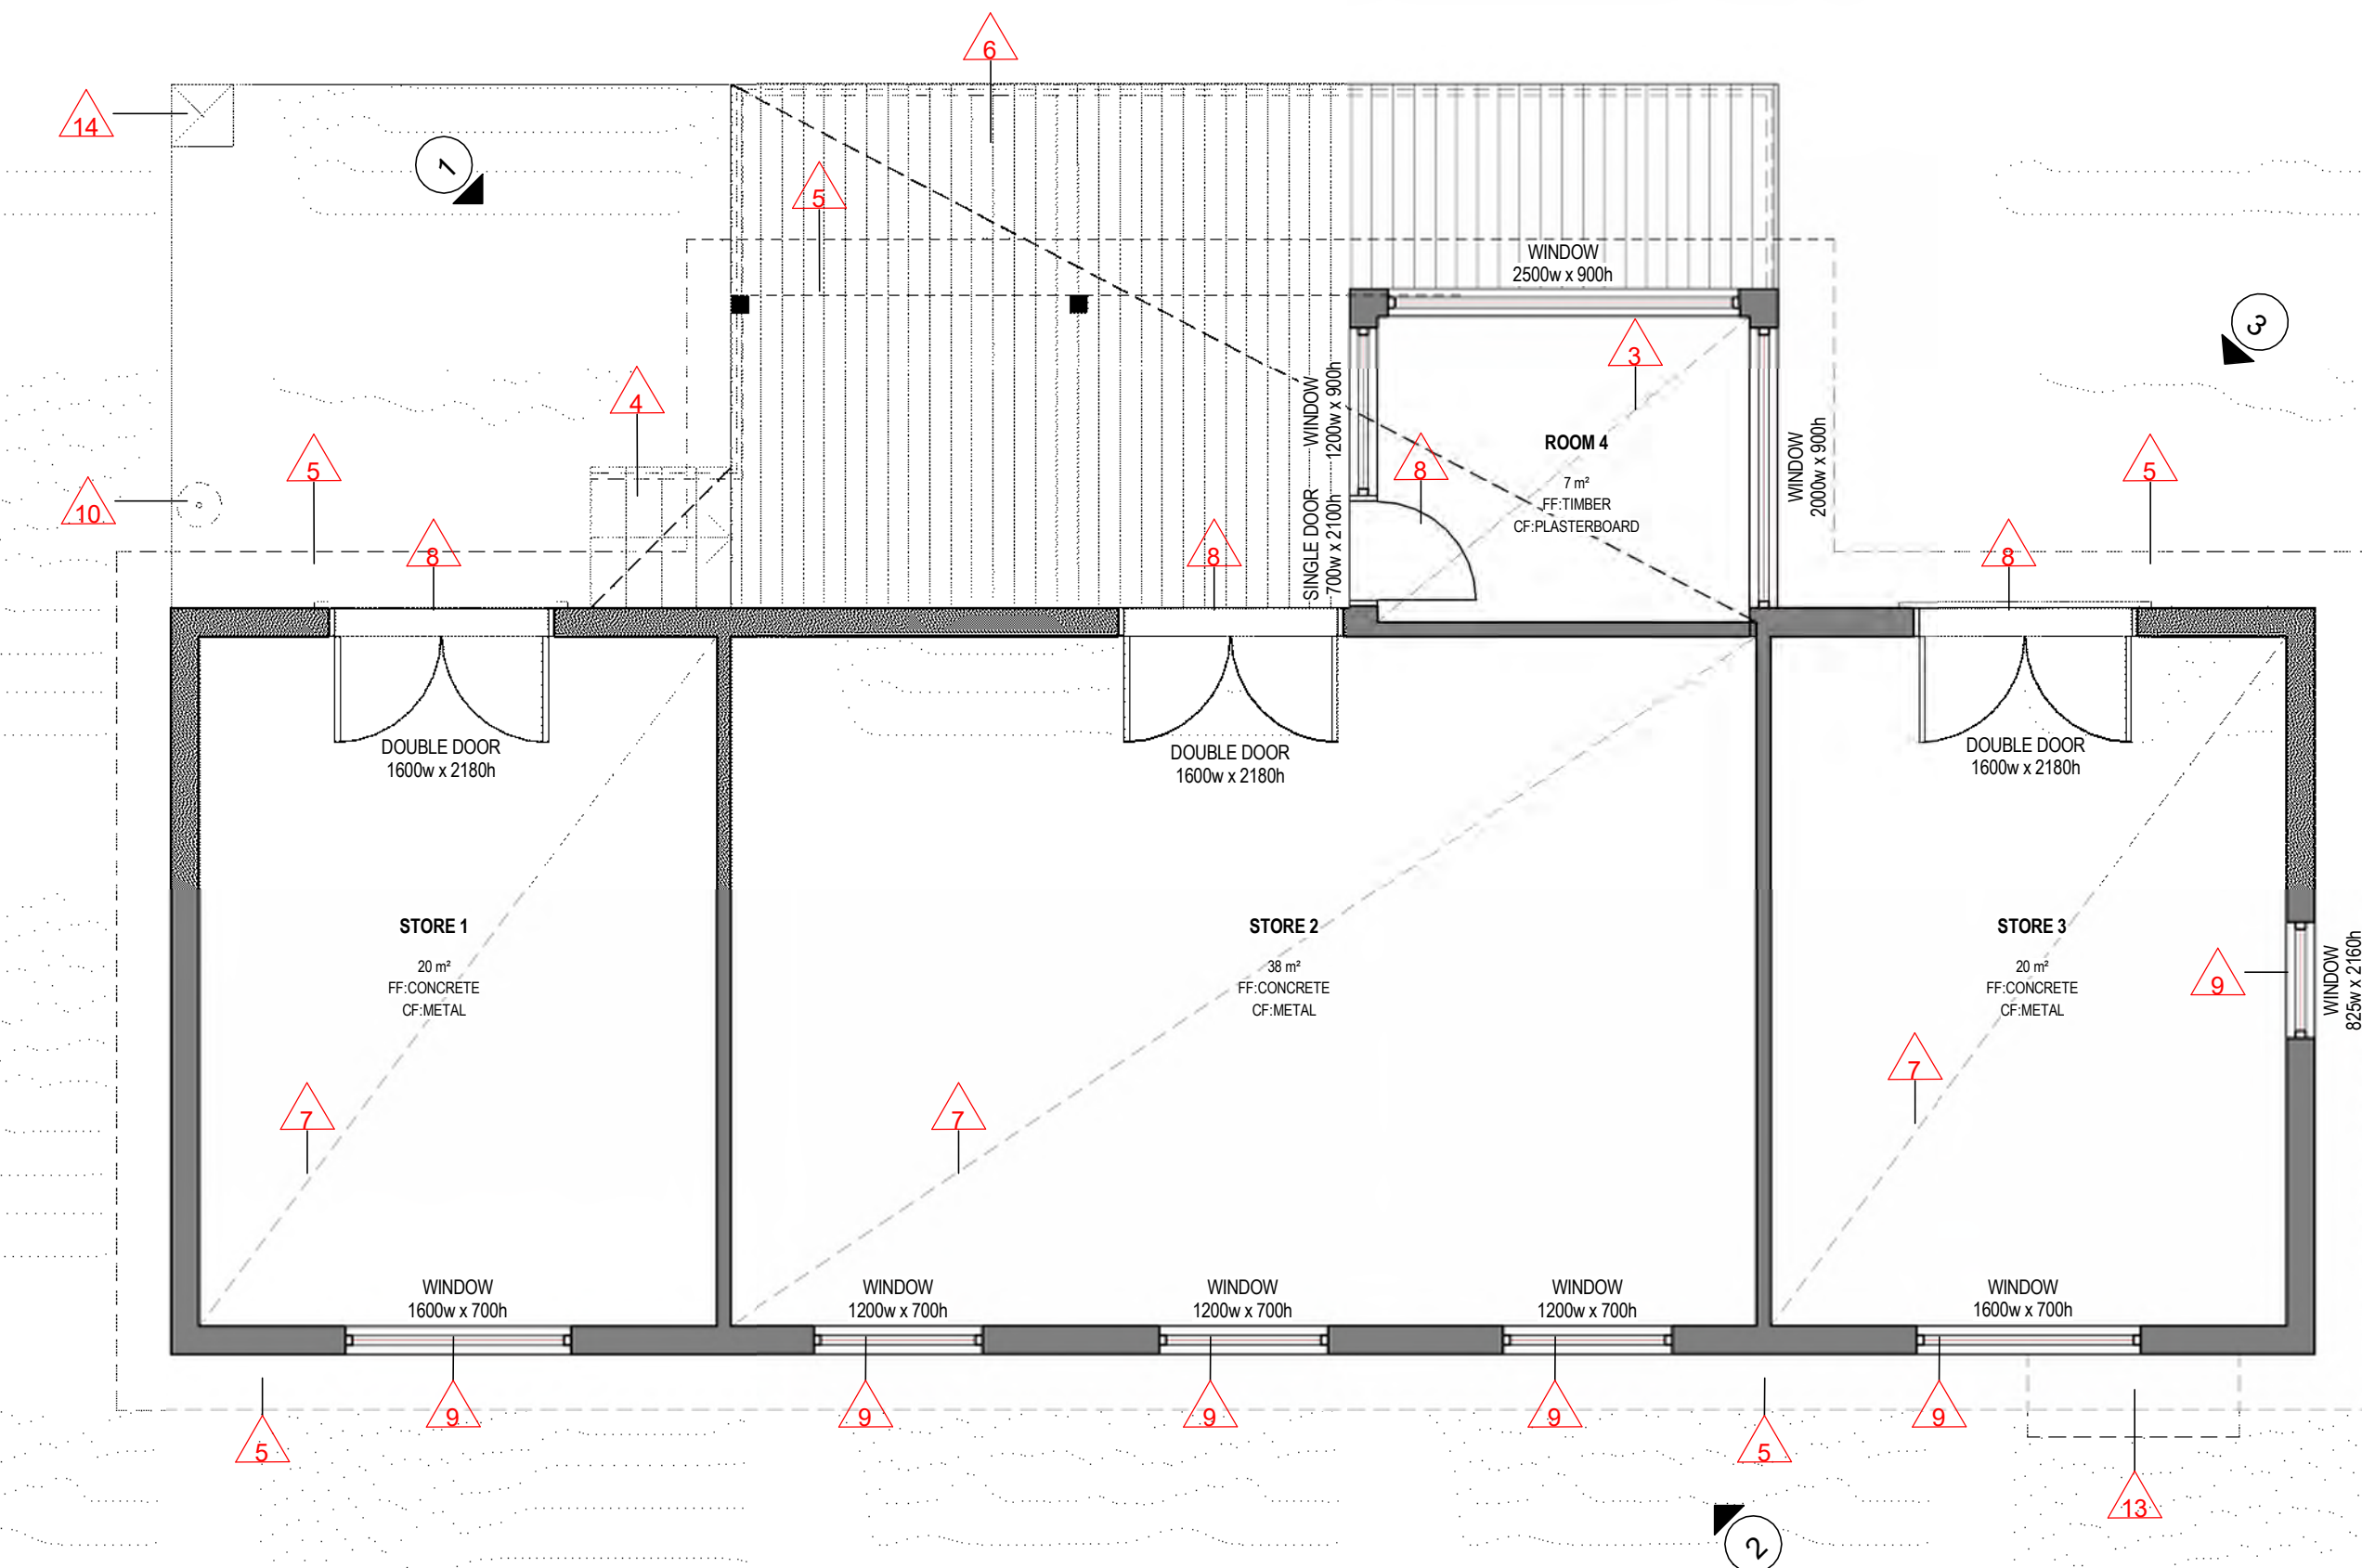 6
14
1
5
WINDOW
2500w x 900h
3
3
4
WINDOW
1200w x 900h
ROOM 4
7 m²
FF:TIMBER
CF:PLASTERBOARD
8
WINDOW
2000w x 900h
5
5
10
SINGLE DOOR
700w x 2100h
8
8
8
DOUBLE DOOR
1600w x 2180h
DOUBLE DOOR
1600w x 2180h
DOUBLE DOOR
1600w x 2180h
STORE 1
20 m²
FF:CONCRETE
CF:METAL
STORE 2
38 m²
FF:CONCRETE
CF:METAL
STORE 3
20 m²
FF:CONCRETE
CF:METAL
9
WINDOW
825w x 2160h
7
7
7
WINDOW
1600w x 700h
WINDOW
1200w x 700h
WINDOW
1200w x 700h
WINDOW
1200w x 700h
WINDOW
1600w x 700h
9
9
9
9
9
5
5
13
2